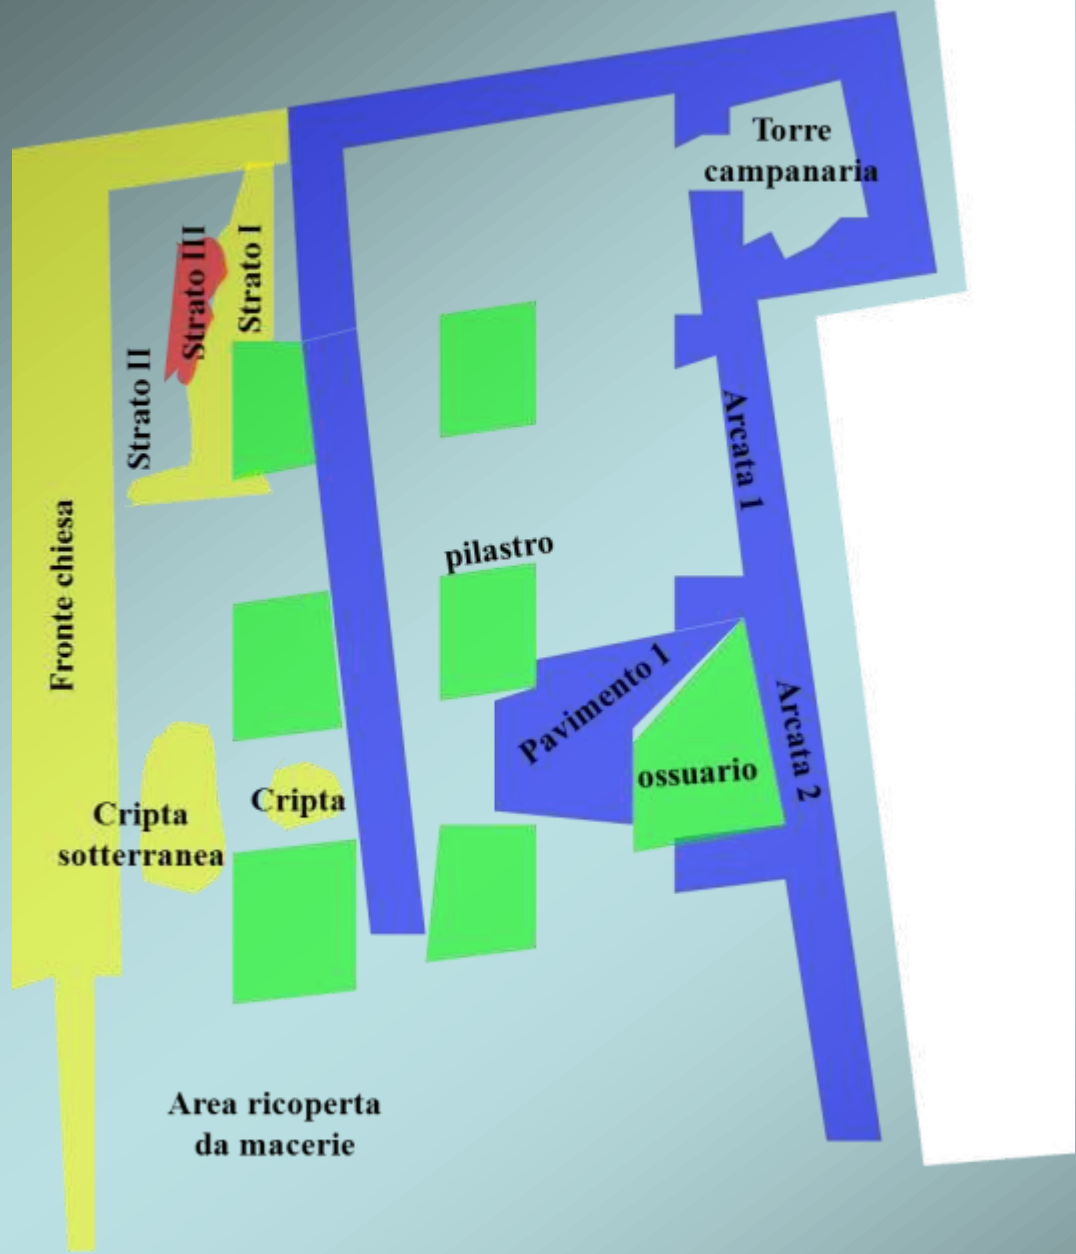 Torre
campanaria
Strato III
Strato I
Strato II
Arcata 1
Fronte chiesa
pilastro
Pavimento 1
Arcata 2
ossuario
Cripta
Cripta
sotterranea
Area ricoperta
da macerie